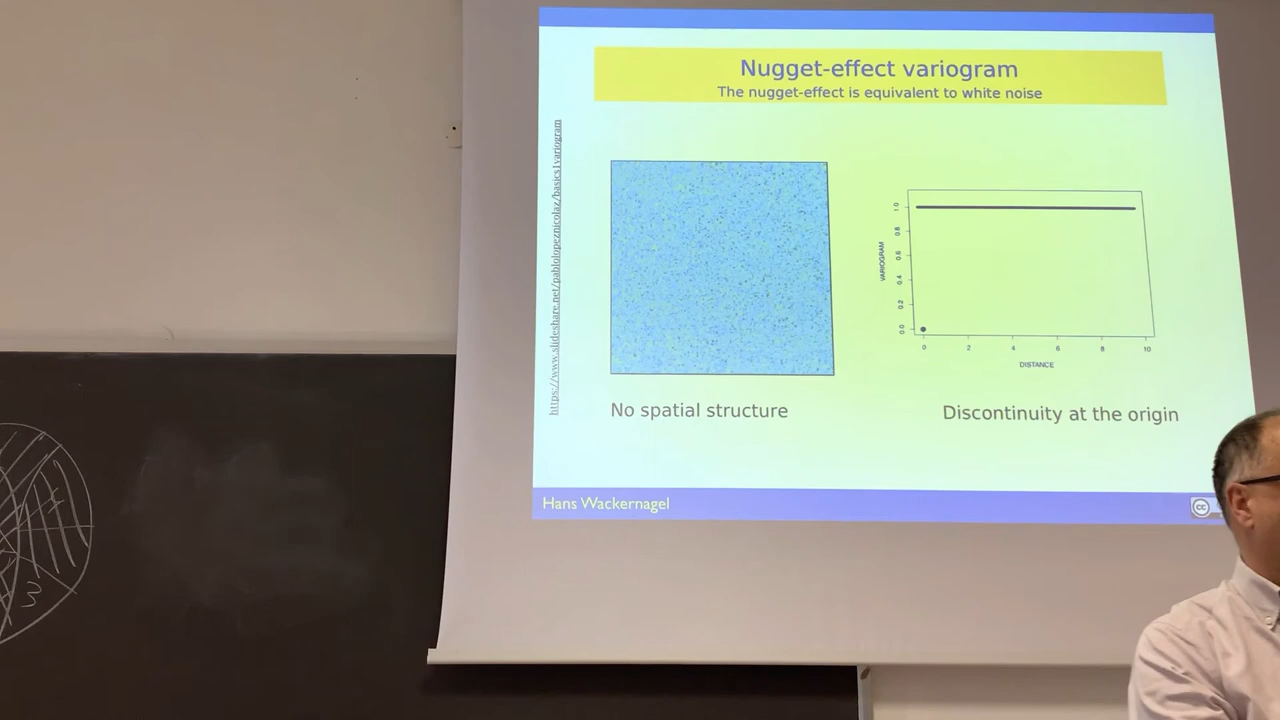 Nugget-effect variogram
The nugget-effect is equivalent to white noise
https://www.slideshare.net/pablolopeznicolaz/basics1variogram
VARIOGRAM
1.0
0.8
0.6
0.4
0.2
0.0
0 2 4 6 8 10
DISTANCE
No spatial structure
Discontinuity at the origin
Hans Wackernagel
cc
3